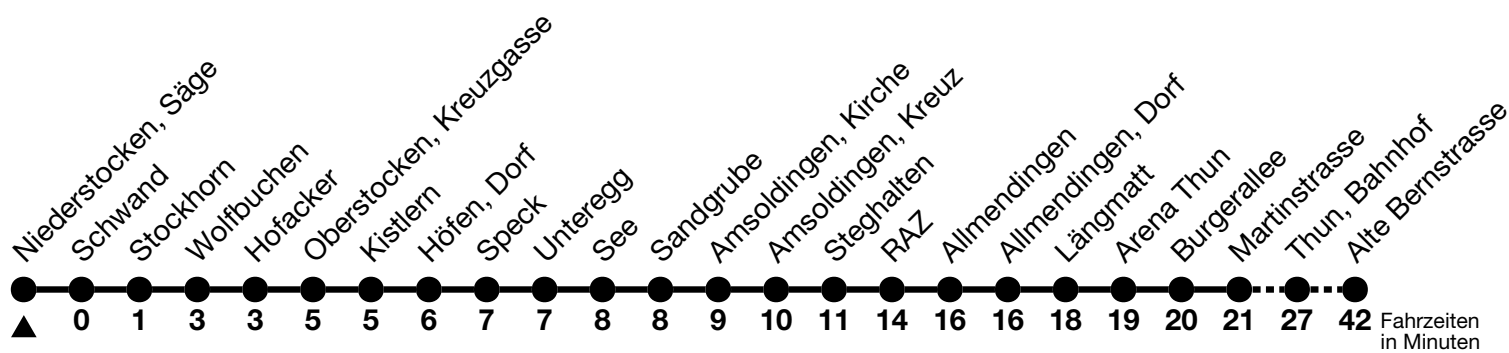 Niederstocken, Säge
Schwand
Stockhorn
Wolfbuchen
Hofacker
Oberstocken, Kreuzgasse
Kistlern
Höfen, Dorf
Speck
Unteregg
See
Sandgrube
Amsoldingen, Kirche
Amsoldingen, Kreuz
Steghalten
RAZ
Allmendingen
Allmendingen, Dorf
Längmatt
Arena Thun
Burgerallee
Martinstrasse
Thun, Bahnhof
Alte Bernstrasse
0 1 3 3 5 5 6 7 7 8 8 9 10 11 14 16 16 18 19 20 21 27 42
Fahrzeiten
in Minuten